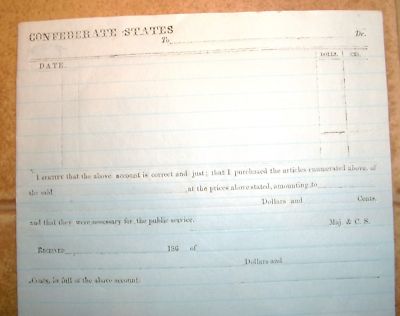 CONFEDERATE STATES
To Dr.
DATE. DOLLS. CTS.
I CERTIFY that the above account is correct and just; that I purchased the articles enumerated above, of
the said at the prices above stated, amounting to
Dollars and Cents.
and that they were necessary for the public service. Maj. & C. S.
RECEIVED 186 of
Dollars and
Cents, in full of the above account.